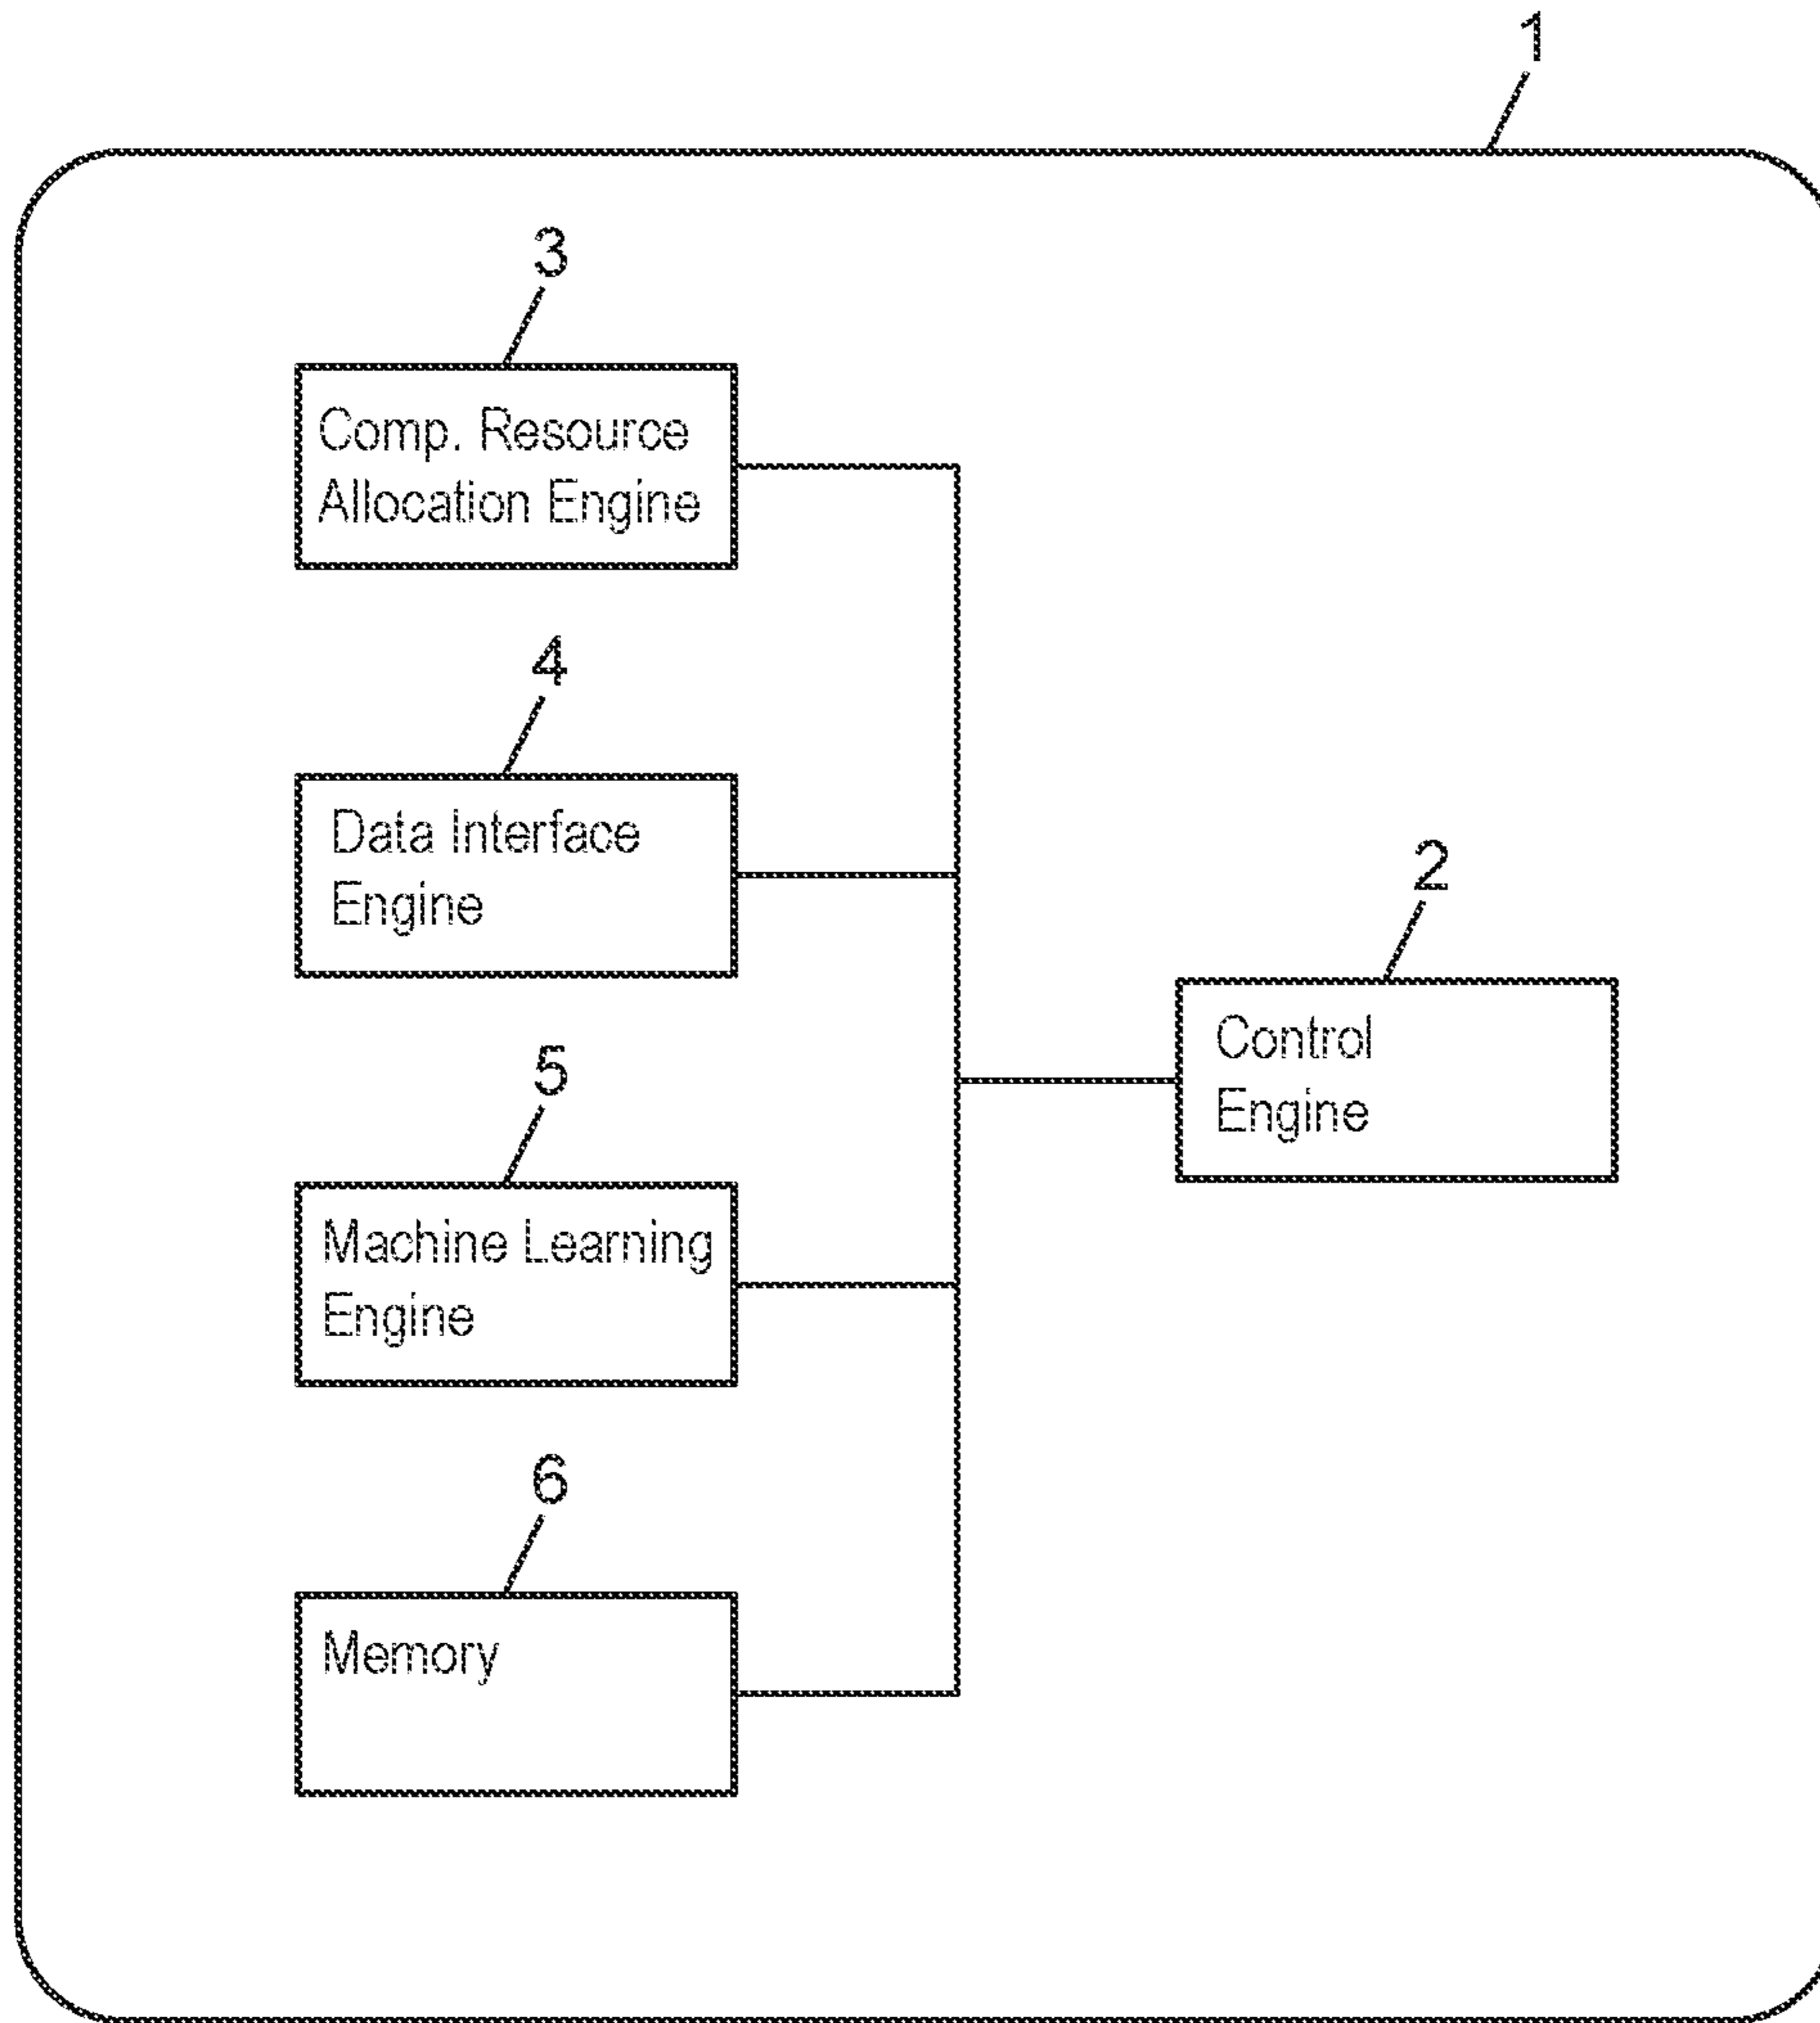 1
3
Comp. Resource
Allocation Engine
4
Data Interface
Engine
2
Control
Engine
5
Machine Learning
Engine
6
Memory